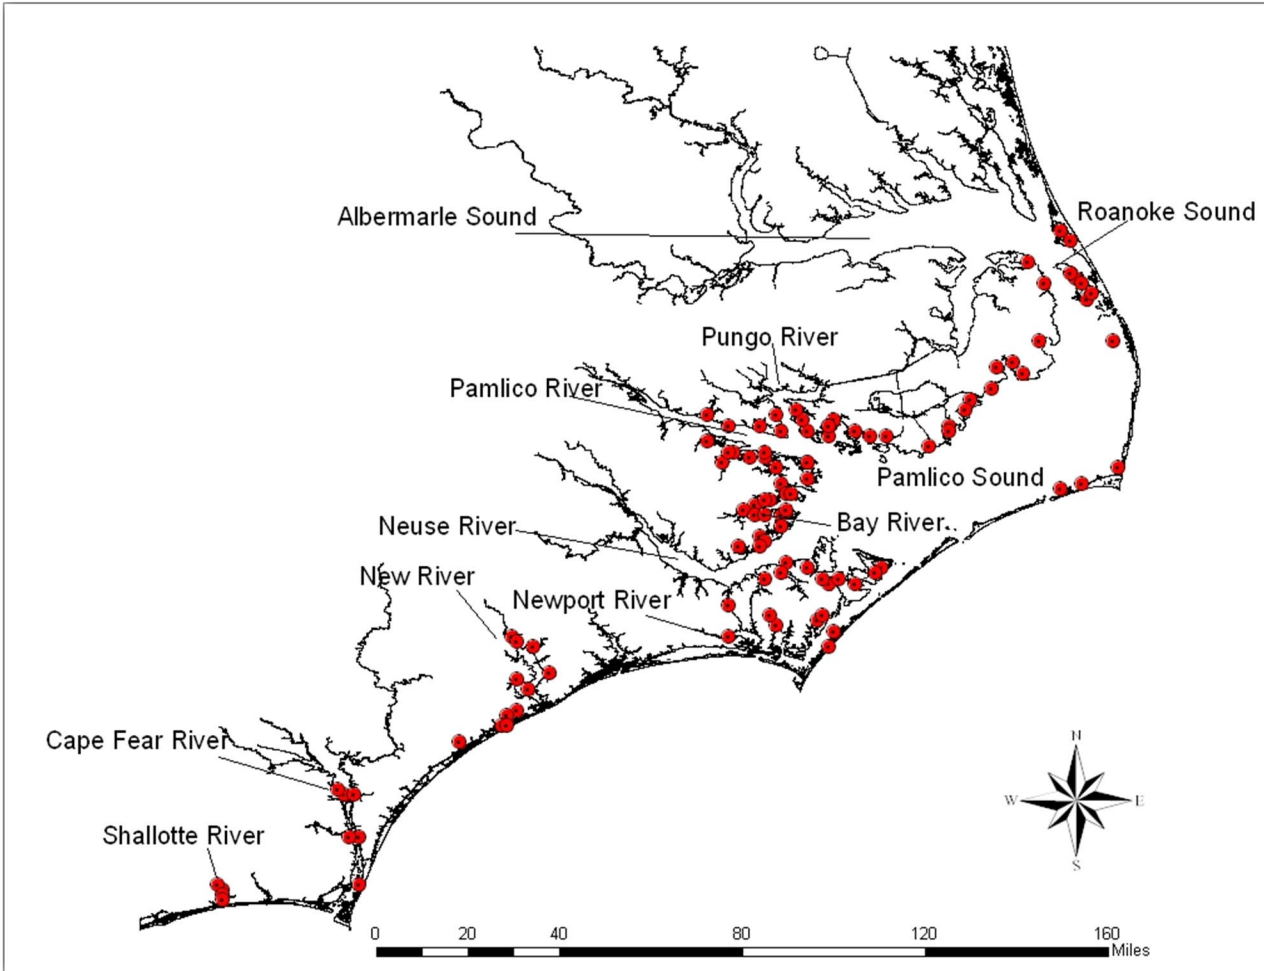 Albermarle Sound
Roanoke Sound
Pungo River
Pamlico River
Pamlico Sound
Neuse River
Bay River
New River
Newport River
Cape Fear River
Shallotte River
N
W
E
S
0 20 40 80 120 160
Miles